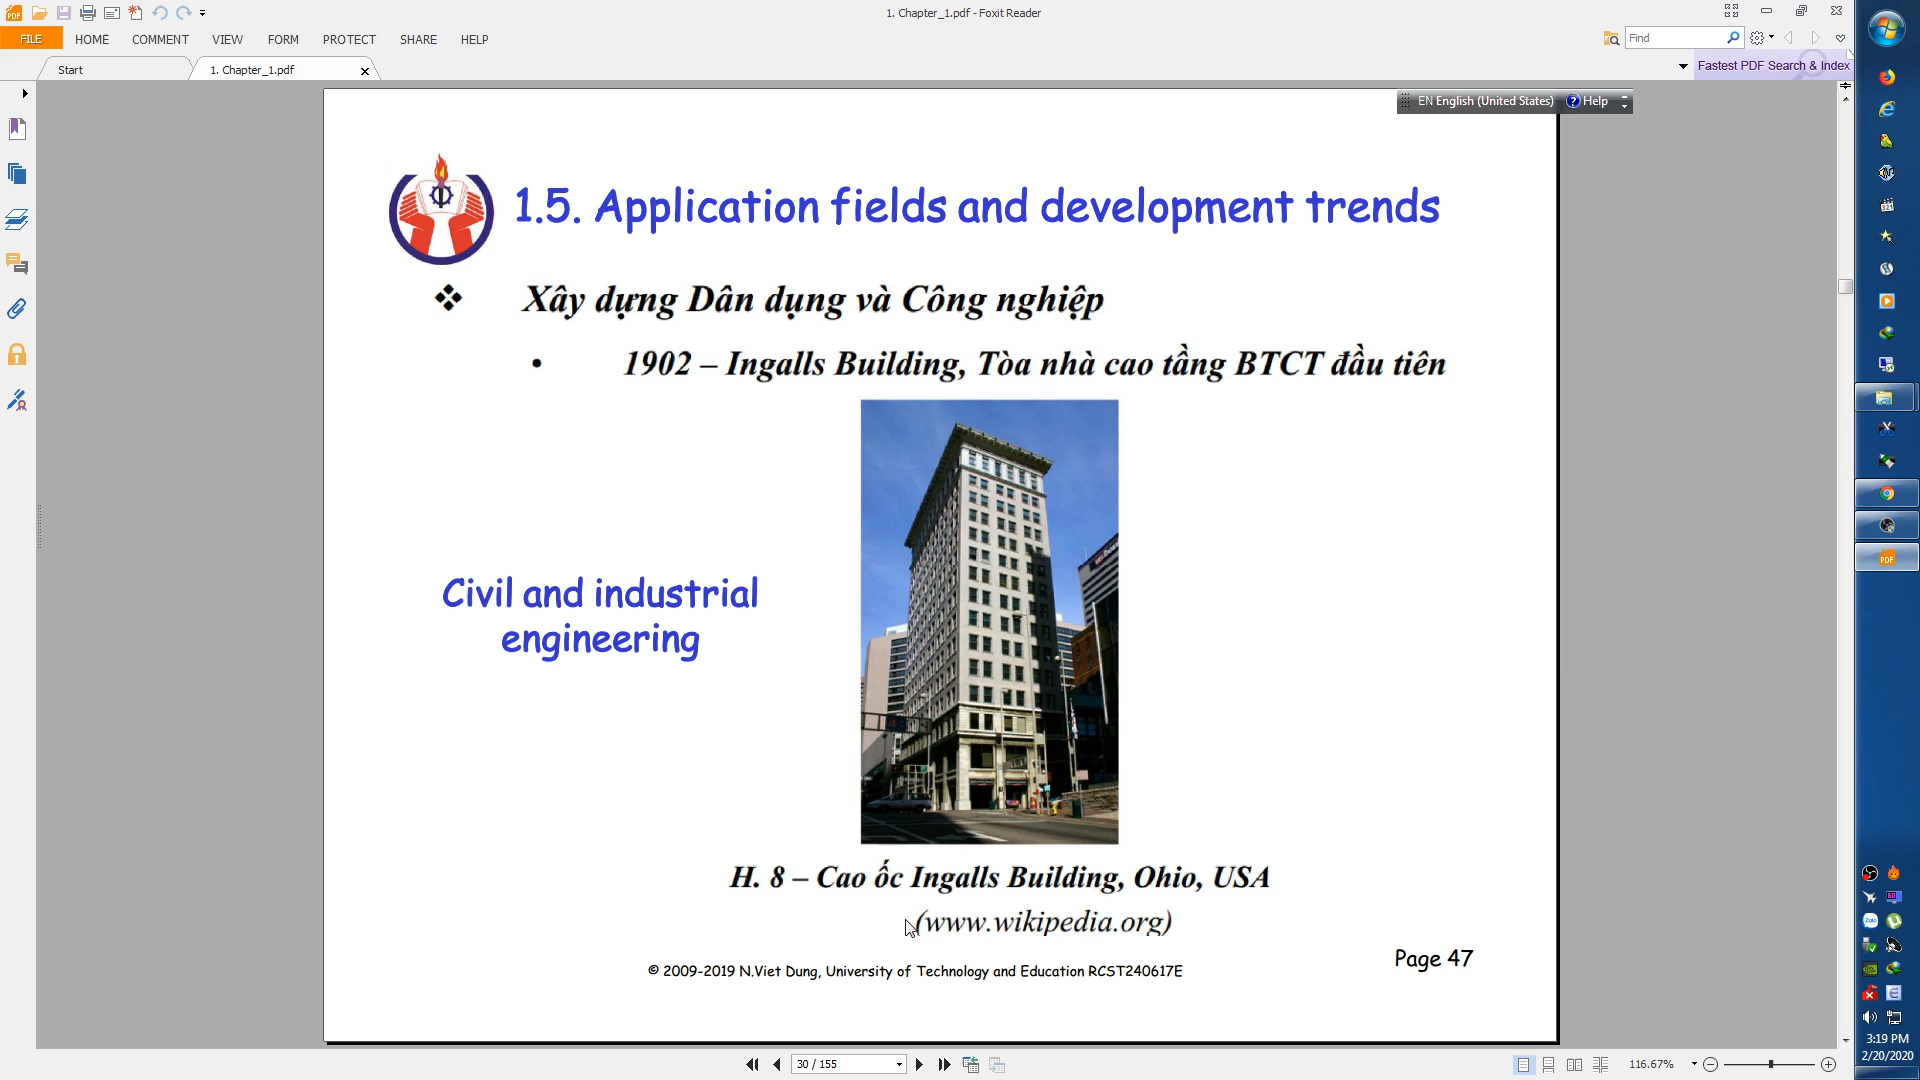 1. Chapter_1.pdf - Foxit Reader
FILE HOME COMMENT VIEW FORM PROTECT SHARE HELP
Find
Start
1. Chapter_1.pdf
Fastest PDF Search & Index
EN English (United States) Help
1.5. Application fields and development trends
Xây dựng Dân dụng và Công nghiệp
1902 – Ingalls Building, Tòa nhà cao tầng BTCT đầu tiên
Civil and industrial
engineering
H. 8 – Cao ốc Ingalls Building, Ohio, USA
(www.wikipedia.org)
Page 47
© 2009-2019 N.Viet Dung, University of Technology and Education RCST240617E
30 / 155
116.67%
3:19 PM
2/20/2020